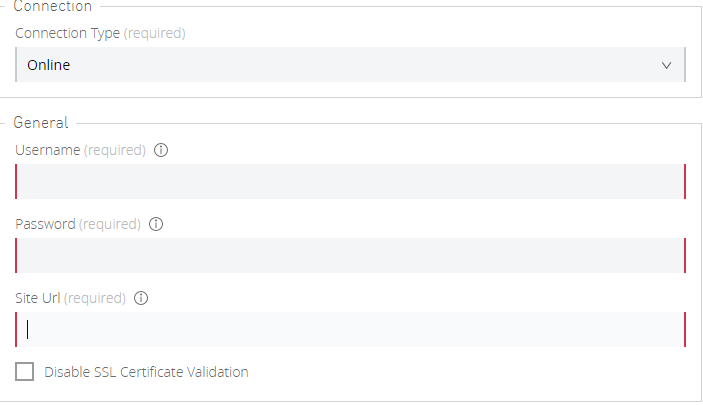 Connection
Connection Type (required)
Online
General
Username (required)
Password (required)
Site Url (required)
Disable SSL Certificate Validation